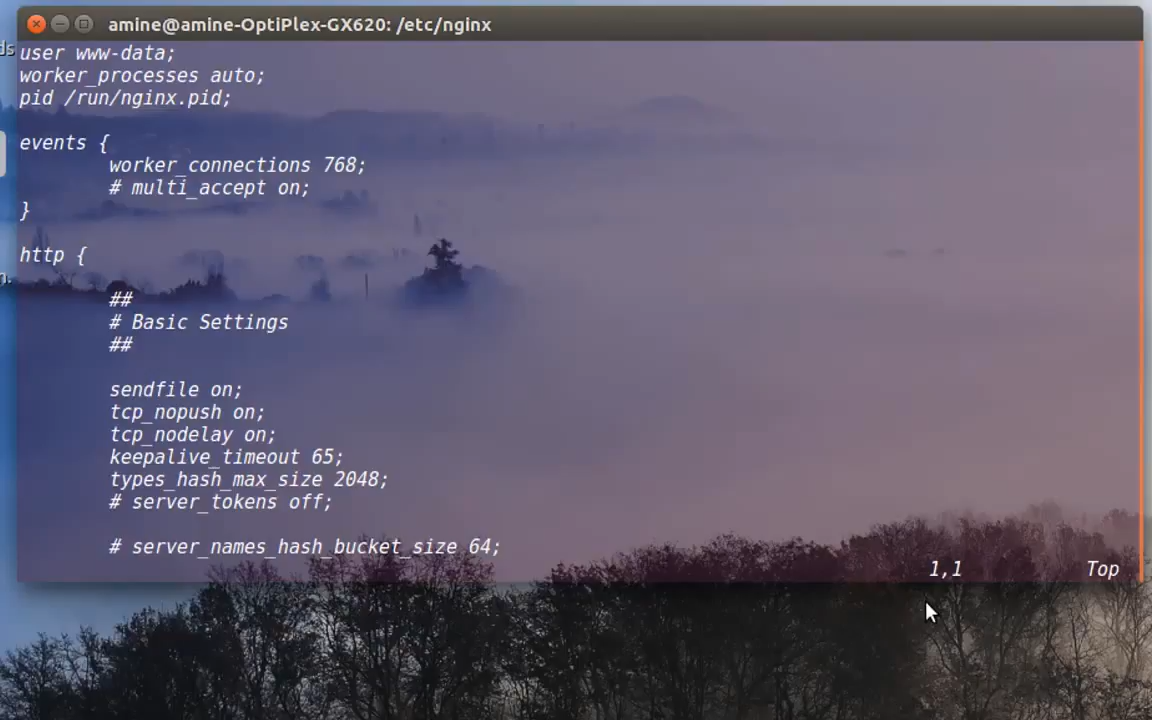 amine@amine-OptiPlex-GX620: /etc/nginx
ds
user www-data;
worker_processes auto;
pid /run/nginx.pid;
events {
worker_connections 768;
# multi_accept on;
}
http {
n.
##
# Basic Settings
##
sendfile on;
tcp_nopush on;
tcp_nodelay on;
keepalive_timeout 65;
types_hash_max_size 2048;
# server_tokens off;
# server_names_hash_bucket_size 64;
1,1 Top